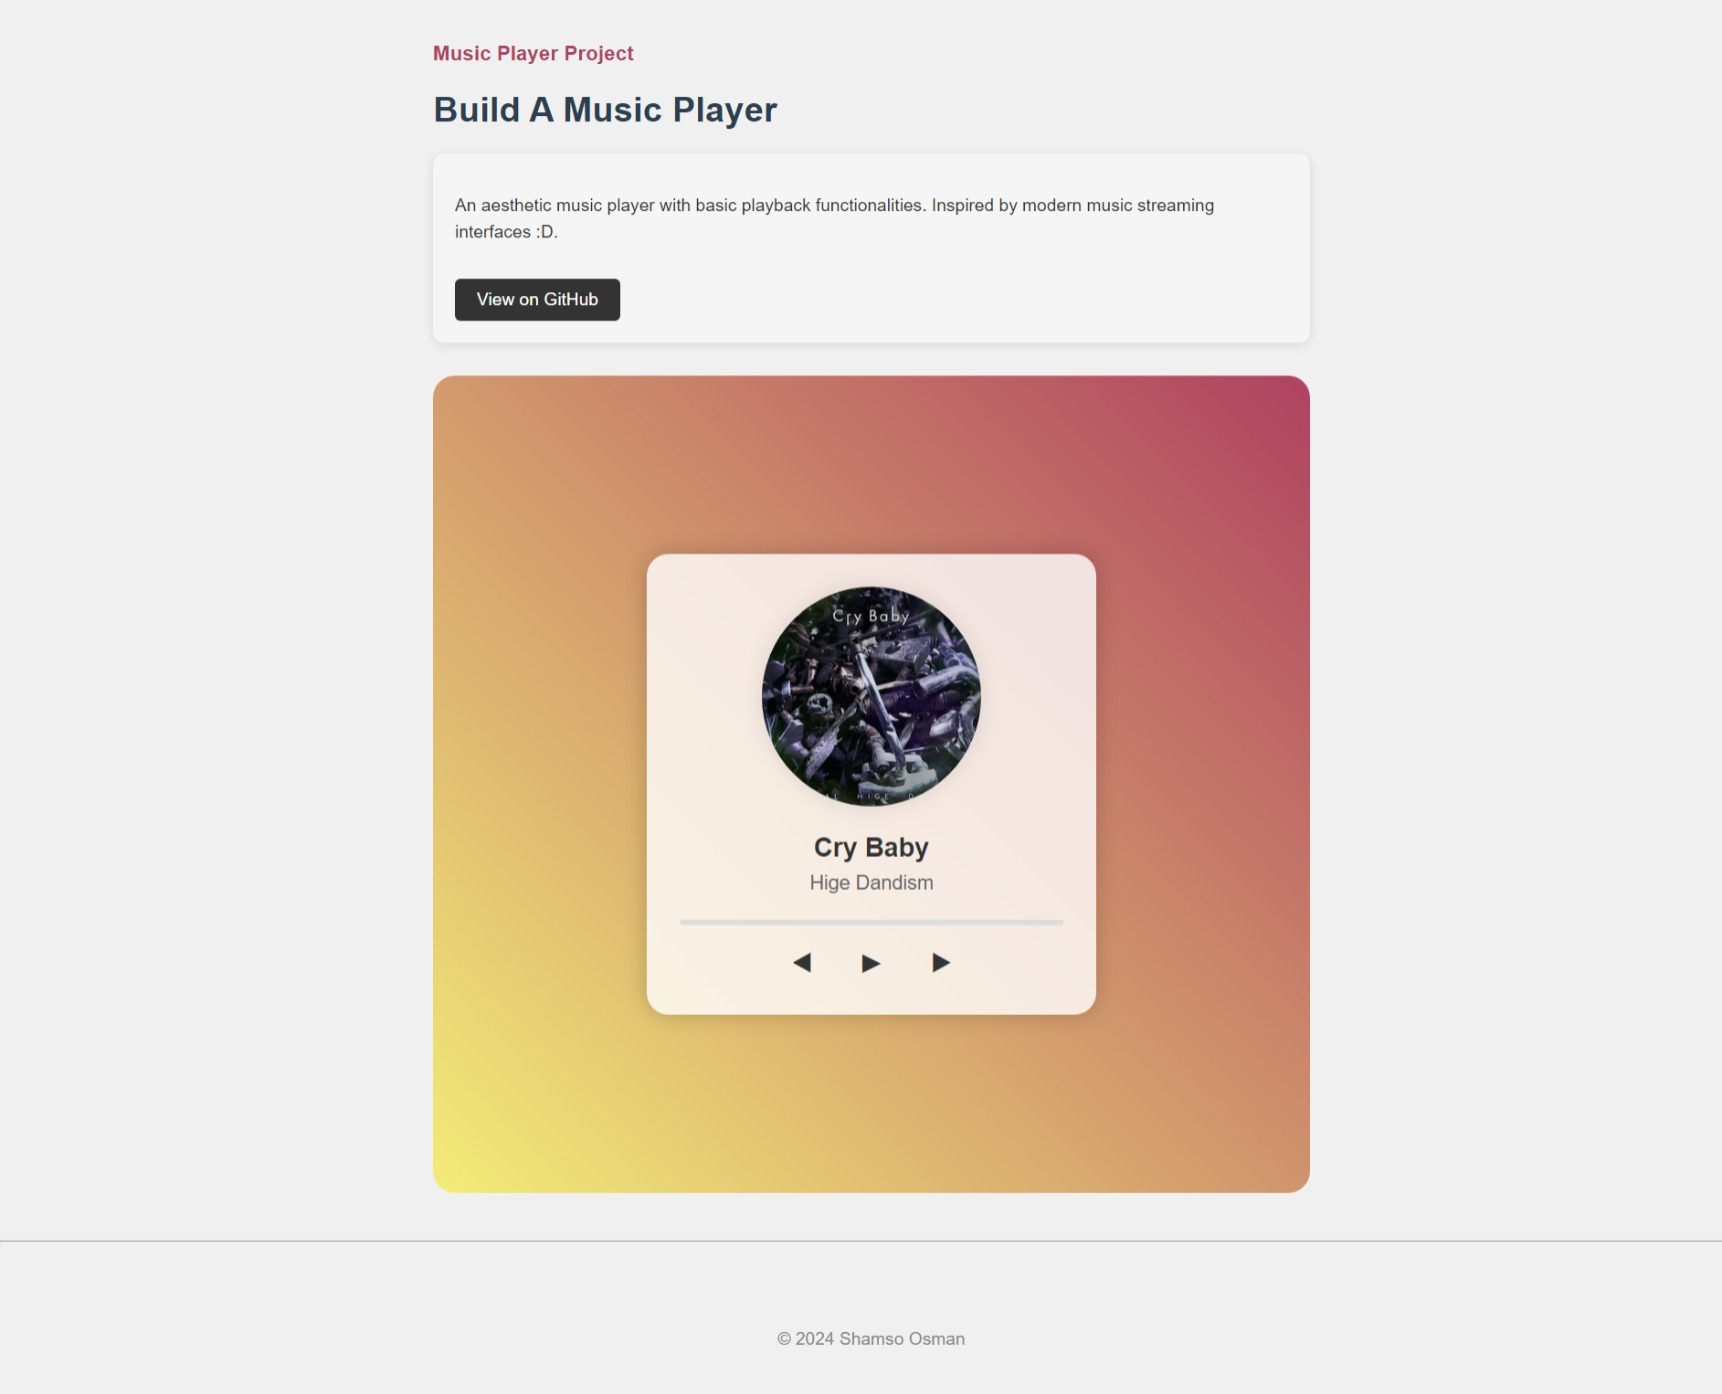 Music Player Project
Build A Music Player
An aesthetic music player with basic playback functionalities. Inspired by modern music streaming
interfaces :D.
View on GitHub
Cry Baby
HIGE
Cry Baby
Hige Dandism
© 2024 Shamso Osman